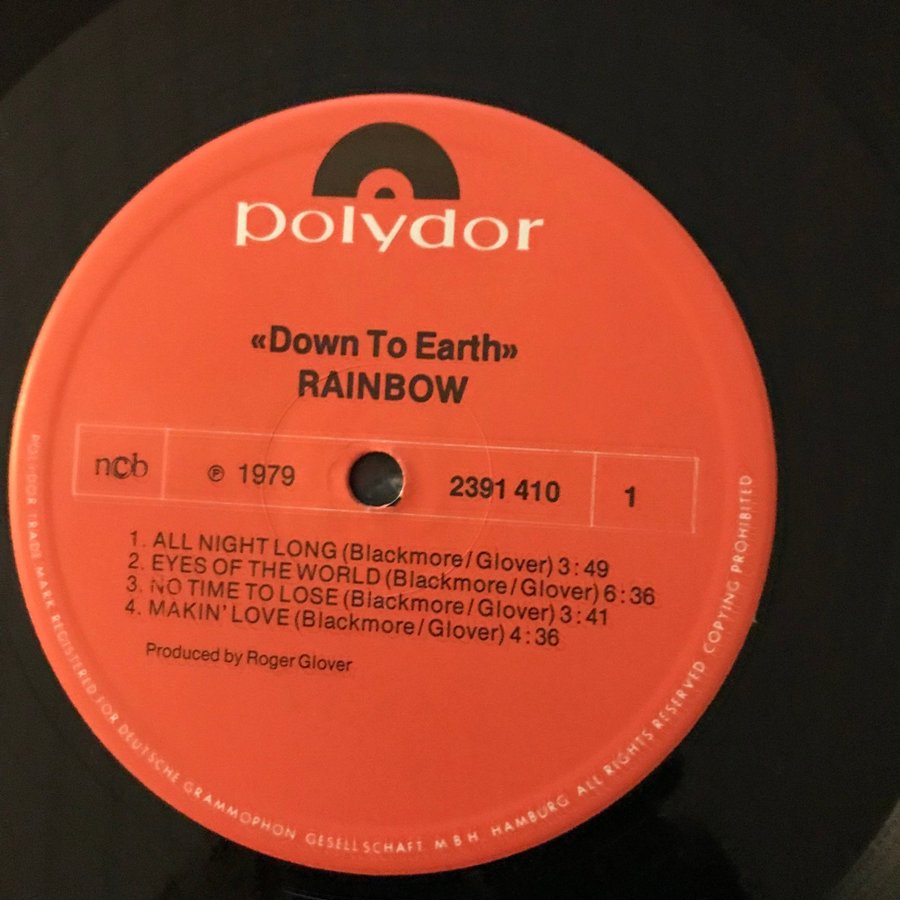 polydor
«Down To Earth»
RAINBOW
ncb ℗ 1979 2391 410 1
1. ALL NIGHT LONG (Blackmore/Glover) 3:49
2. EYES OF THE WORLD (Blackmore/Glover) 6:36
3. NO TIME TO LOSE (Blackmore/Glover) 3:41
4. MAKIN' LOVE (Blackmore/Glover) 4:36
Produced by Roger Glover
POLYDOR TRADE MARK REGISTERED FOR DEUTSCHE GRAMMOPHON GESELLSCHAFT M B H HAMBURG ALL RIGHTS RESERVED COPYING PROHIBITED